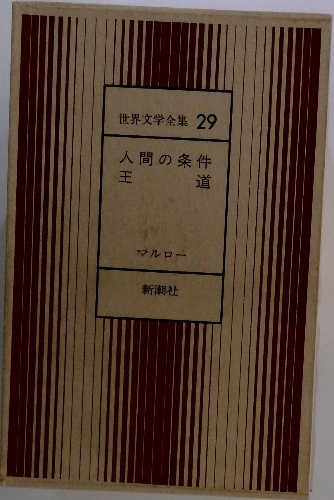 世界文学全集 29
人間の条件
王道
マルロー
新潮社